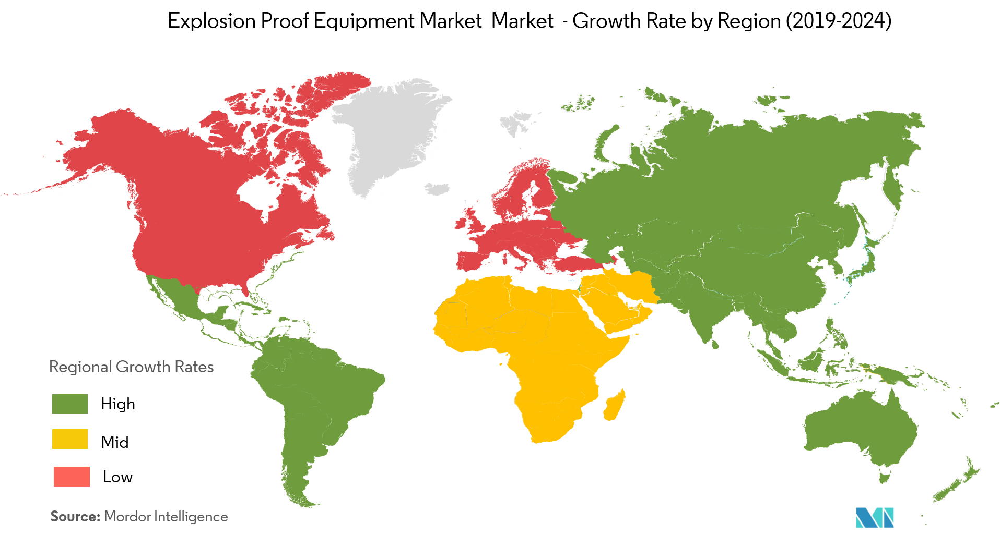 Explosion Proof Equipment Market Market - Growth Rate by Region (2019-2024)
Regional Growth Rates
High
Mid
Low
Source: Mordor Intelligence